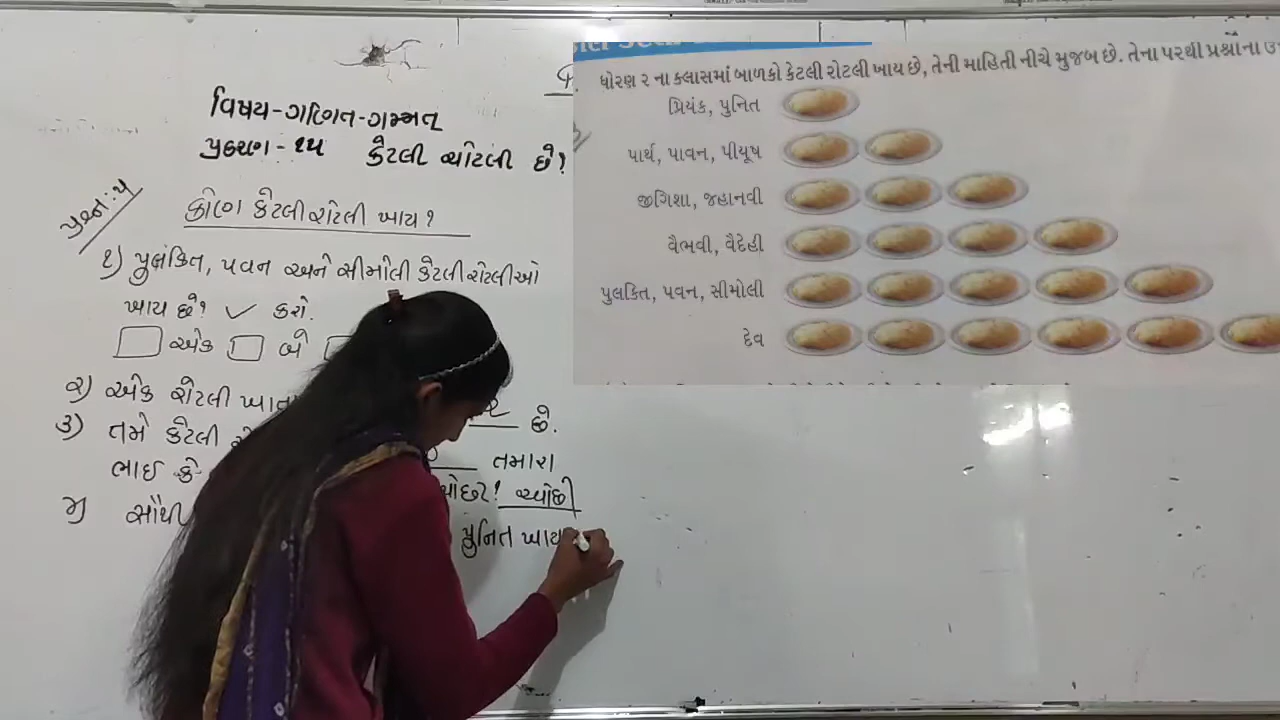 વિષય-ગણિત-ગમ્મત
પ્રકરણ - ૧૫ કેટલી ચોટલી છે?
પ્રશ્ન: ૫
કોણ કેટલી રોટલી ખાય ?
૧) પુલકિત, પવન અને સીમોલી કેટલી રોટલીઓ
ખાય છે? ✓ કરો.
એક બે
૨) એક રોટલી ખાતા
છે.
૩) તમે કેટલી
તમારા
ભાઈ કે
ઓછી
૪) સૌથી
પુનિત ખાય
ધોરણ ૨ ના ક્લાસમાં બાળકો કેટલી રોટલી ખાય છે, તેની માહિતી નીચે મુજબ છે. તેના પરથી પ્રશ્નોના
પ્રિયંક, પુનિત
પાર્થ, પાવન, પીયૂષ
જીગિશા, જહાનવી
વૈભવી, વૈદેહી
પુલકિત, પવન, સીમોલી
દેવ